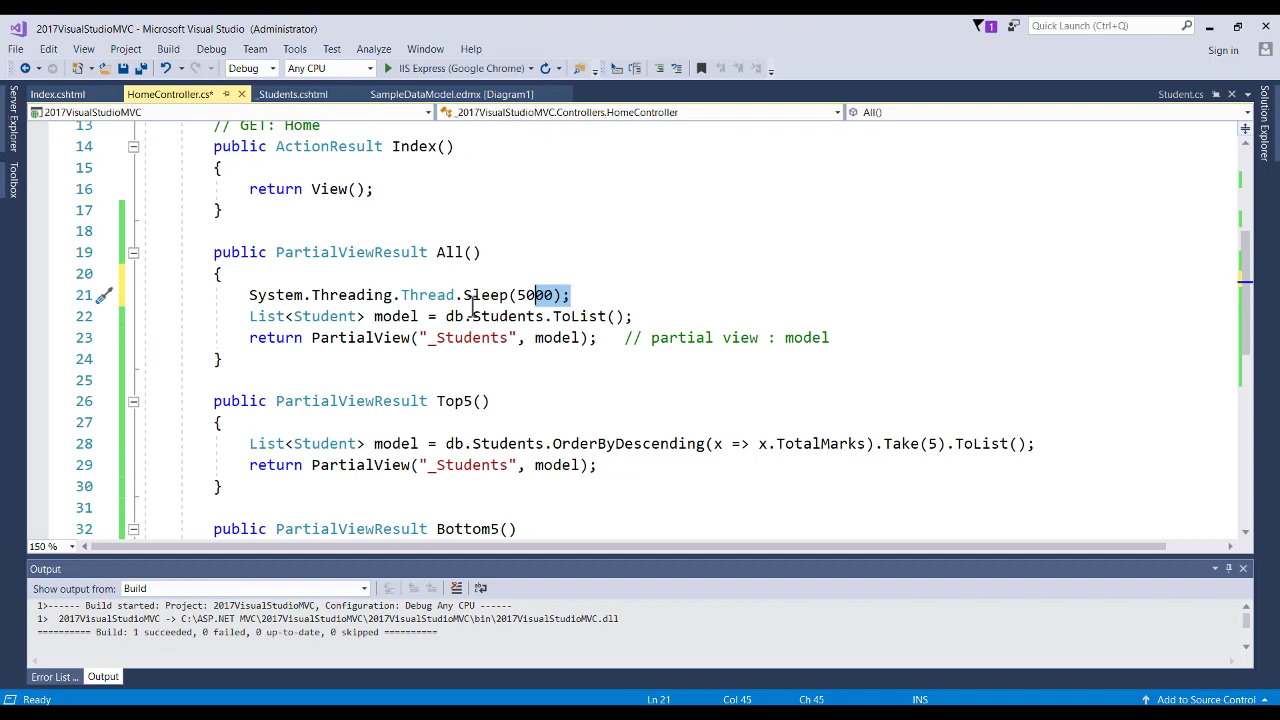 2017VisualStudioMVC - Microsoft Visual Studio (Administrator)
1
Quick Launch (Ctrl+Q)
File Edit View Project Build Debug Team Tools Test Analyze Window Help
Sign in
Debug Any CPU IIS Express (Google Chrome)
Index.cshtml HomeController.cs* _Students.cshtml SampleDataModel.edmx [Diagram1] Student.cs
2017VisualStudioMVC _2017VisualStudioMVC.Controllers.HomeController All()
Server Explorer
Toolbox
Solution Explorer
13 // GET: Home
14 public ActionResult Index()
15 {
16 return View();
17 }
18
19 public PartialViewResult All()
20 {
21 System.Threading.Thread.Sleep(5000);
22 List<Student> model = db.Students.ToList();
23 return PartialView("_Students", model); // partial view : model
24 }
25
26 public PartialViewResult Top5()
27 {
28 List<Student> model = db.Students.OrderByDescending(x => x.TotalMarks).Take(5).ToList();
29 return PartialView("_Students", model);
30 }
31
32 public PartialViewResult Bottom5()
150 %
Output
Show output from: Build
1>------ Build started: Project: 2017VisualStudioMVC, Configuration: Debug Any CPU ------
1> 2017VisualStudioMVC -> C:\ASP.NET MVC\2017VisualStudioMVC\2017VisualStudioMVC\bin\2017VisualStudioMVC.dll
========== Build: 1 succeeded, 0 failed, 0 up-to-date, 0 skipped ==========
Error List ... Output
Ready Ln 21 Col 45 Ch 45 INS Add to Source Control